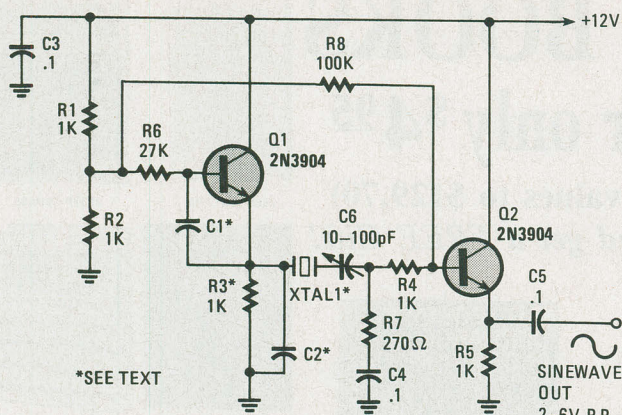 +12V
C3
.1
R8
100K
R1
1K
R6
27K
Q1
2N3904
R2
1K
C1*
C6
10–100pF
Q2
2N3904
R3*
1K
XTAL1*
R4
1K
C5
.1
R7
270Ω
C2*
R5
1K
C4
.1
*SEE TEXT
SINEWAVE
OUT